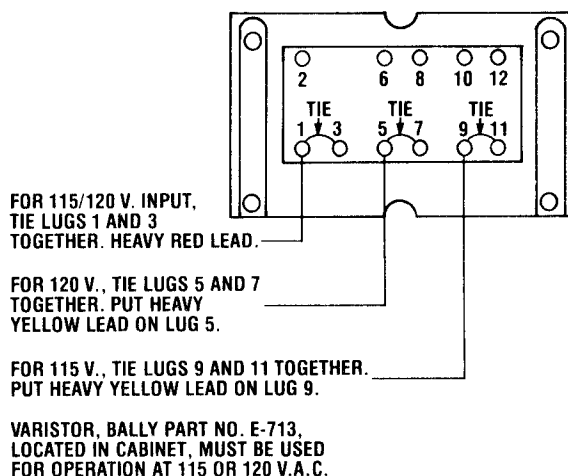 2 6 8 10 12
TIE TIE TIE
1 3 5 7 9 11
FOR 115/120 V. INPUT,
TIE LUGS 1 AND 3
TOGETHER. HEAVY RED LEAD.
FOR 120 V., TIE LUGS 5 AND 7
TOGETHER. PUT HEAVY
YELLOW LEAD ON LUG 5.
FOR 115 V., TIE LUGS 9 AND 11 TOGETHER.
PUT HEAVY YELLOW LEAD ON LUG 9.
VARISTOR, BALLY PART NO. E-713,
LOCATED IN CABINET, MUST BE USED
FOR OPERATION AT 115 OR 120 V.A.C.